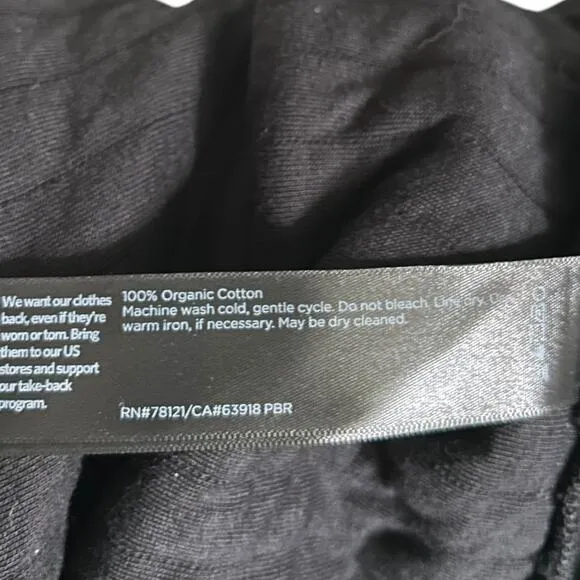 We want our clothes
back, even if they're
worn or torn. Bring
them to our US
stores and support
our take-back
program.
100% Organic Cotton
Machine wash cold, gentle cycle. Do not bleach. Line dry.
warm iron, if necessary. May be dry cleaned.
RN#78121/CA#63918 PBR